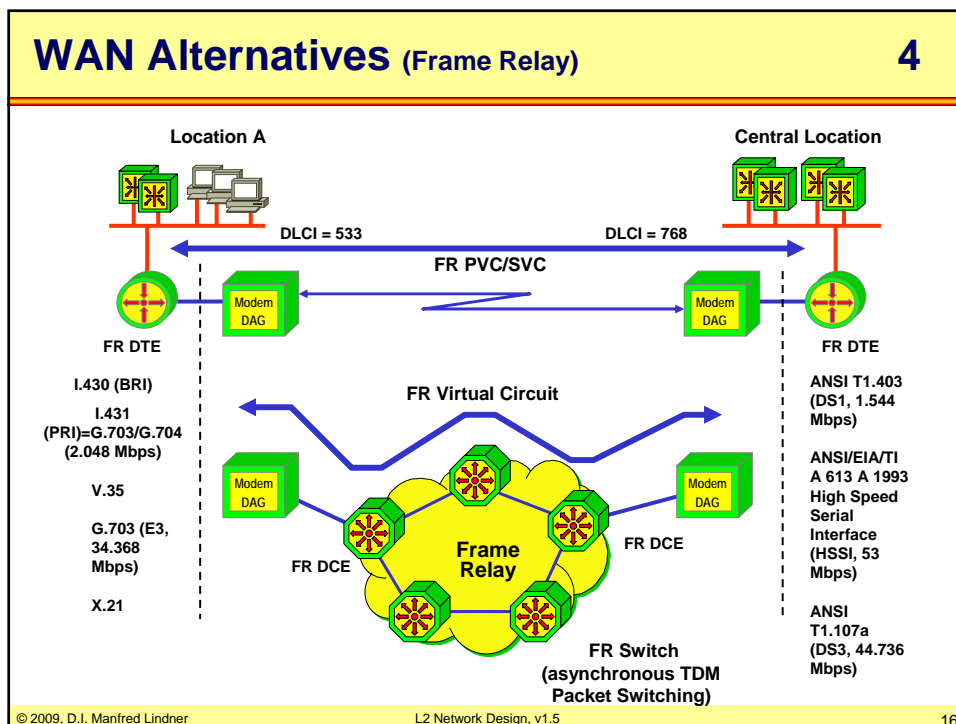 WAN Alternatives (Frame Relay) 4
Location A
Central Location
DLCI = 533
DLCI = 768
FR PVC/SVC
Modem
DAG
Modem
DAG
FR DTE
FR DTE
I.430 (BRI)
I.431
(PRI)=G.703/G.704
(2.048 Mbps)
V.35
G.703 (E3,
34.368
Mbps)
X.21
FR Virtual Circuit
Modem
DAG
Modem
DAG
FR DCE
FR DCE
Frame
Relay
FR Switch
(asynchronous TDM
Packet Switching)
ANSI T1.403
(DS1, 1.544
Mbps)
ANSI/EIA/TI
A 613 A 1993
High Speed
Serial
Interface
(HSSI, 53
Mbps)
ANSI
T1.107a
(DS3, 44.736
Mbps)
© 2009, D.I. Manfred Lindner
L2 Network Design, v1.5
16